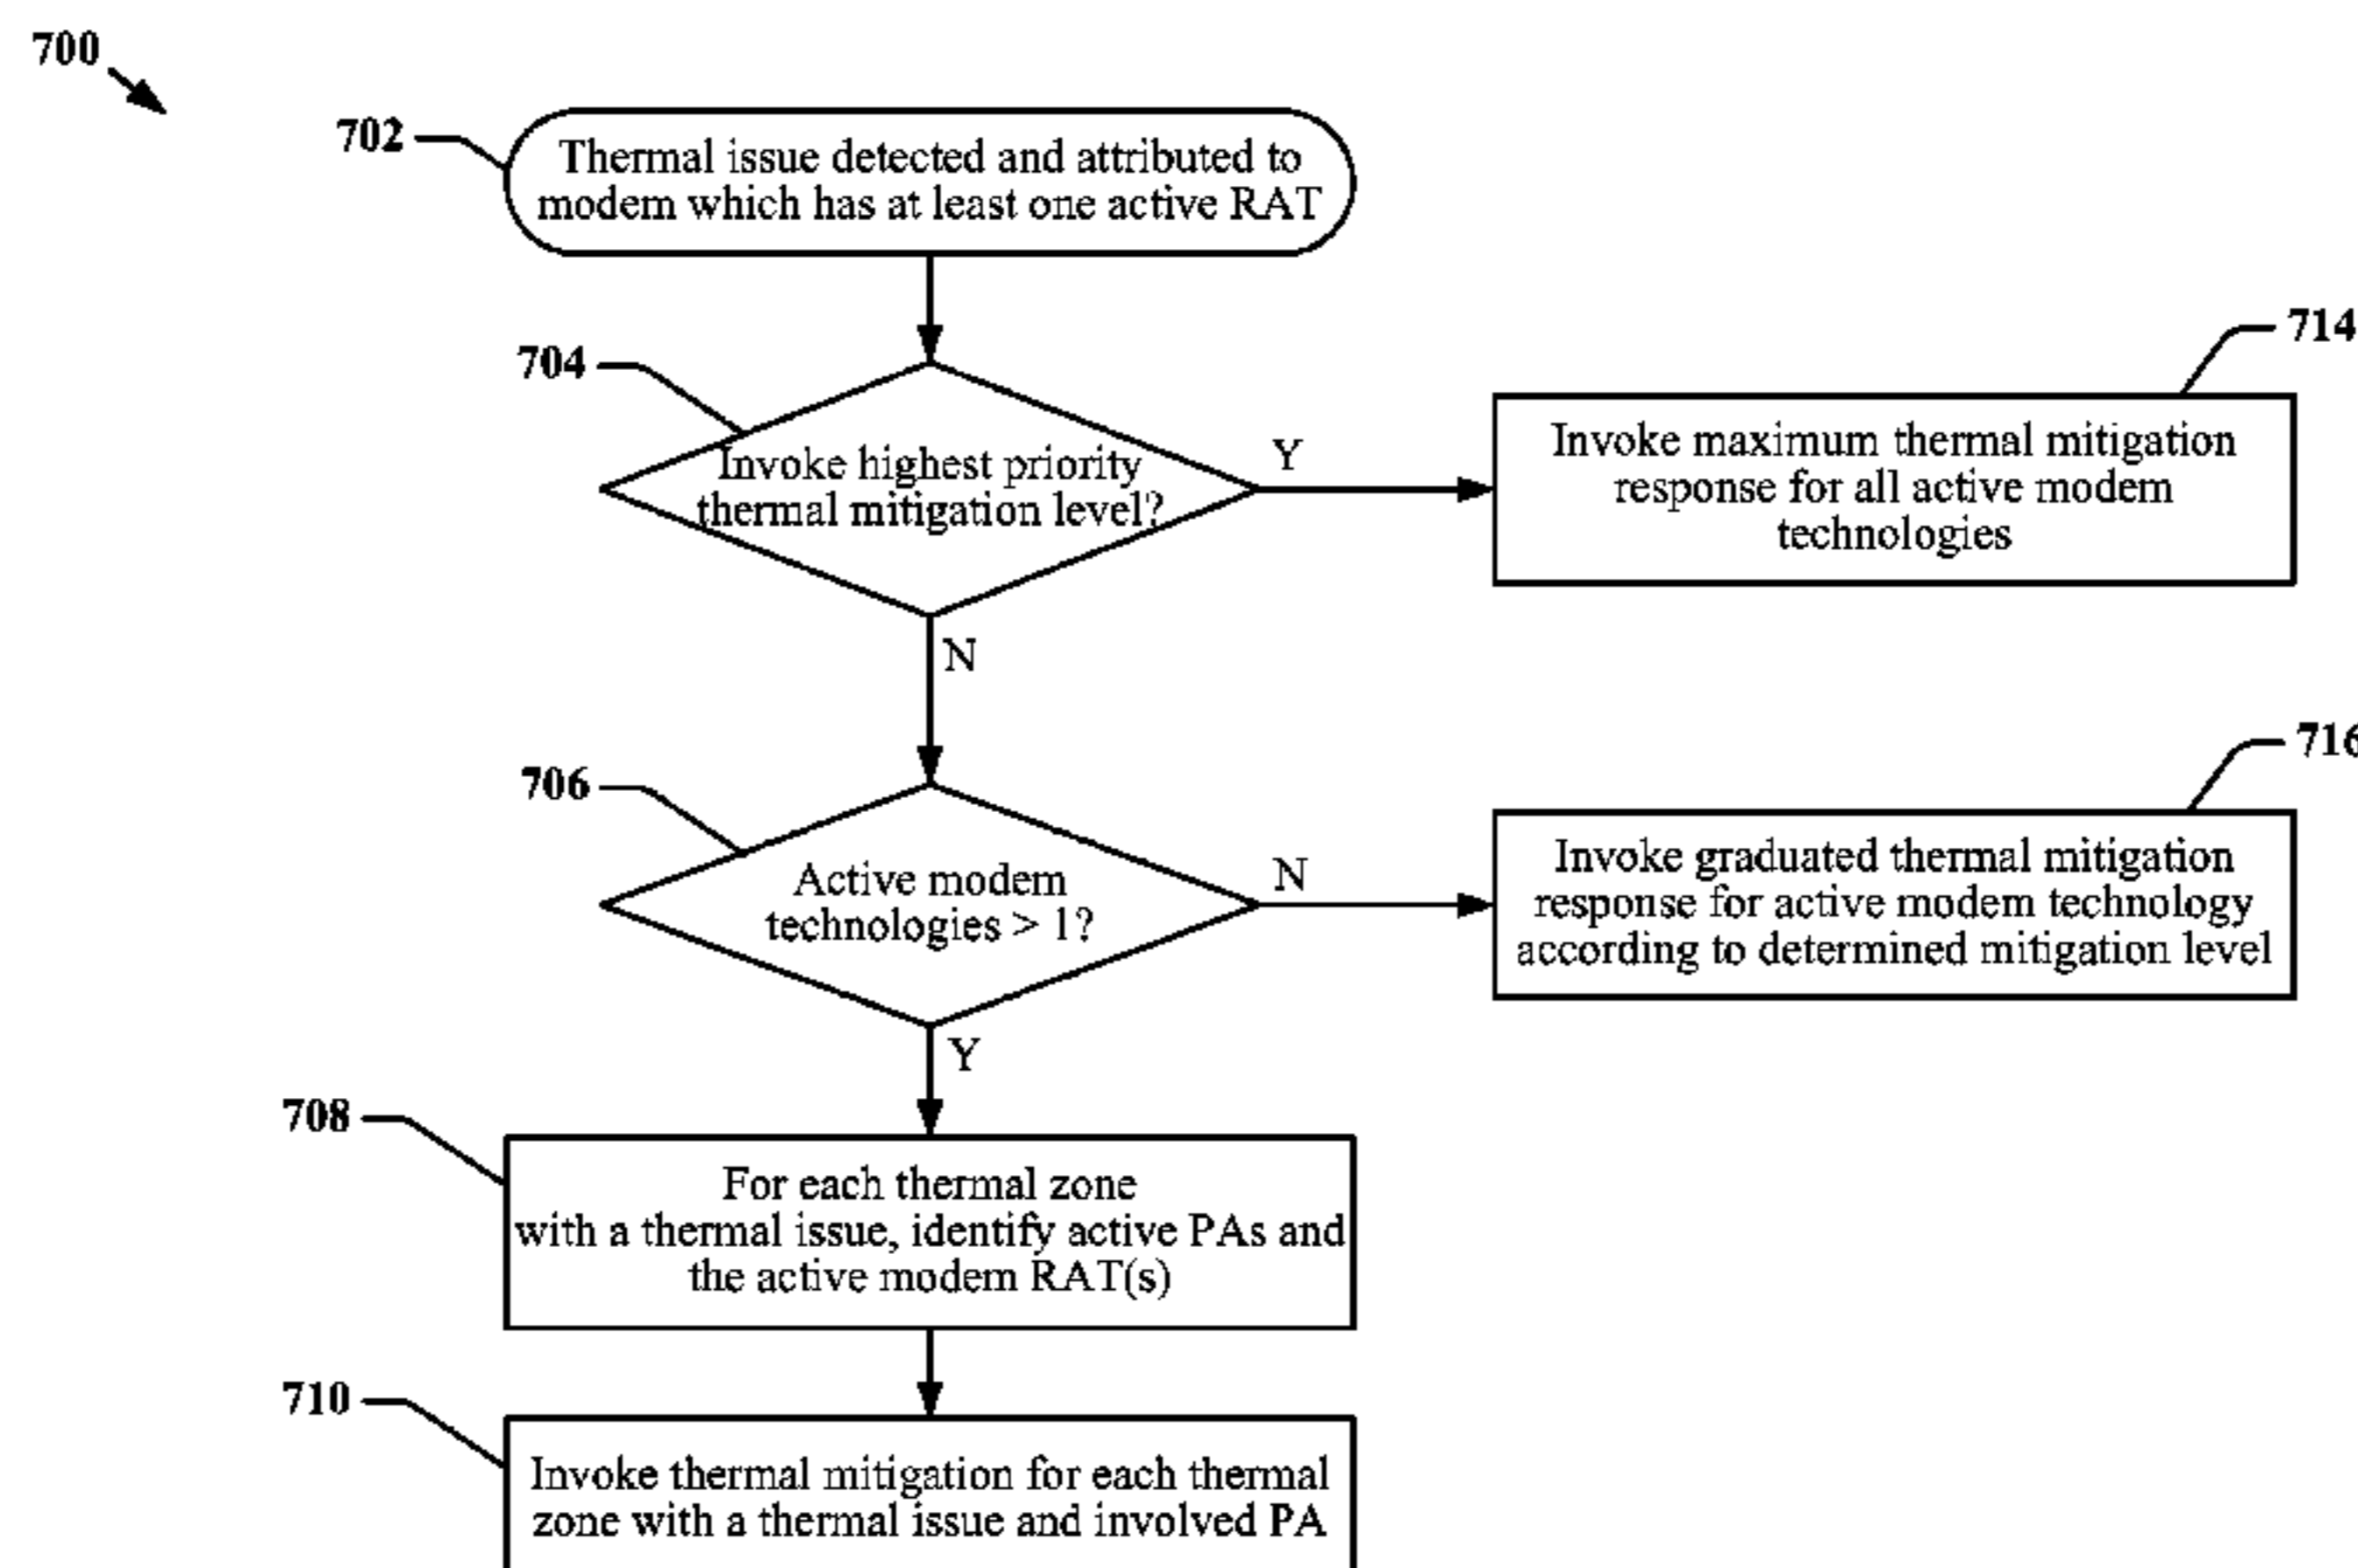 700
702
Thermal issue detected and attributed to
modem which has at least one active RAT
704
Invoke highest priority
thermal mitigation level?
Y
714
Invoke maximum thermal mitigation
response for all active modem
technologies
N
706
Active modem
technologies > 1?
N
716
Invoke graduated thermal mitigation
response for active modem technology
according to determined mitigation level
Y
708
For each thermal zone
with a thermal issue, identify active PAs and
the active modem RAT(s)
710
Invoke thermal mitigation for each thermal
zone with a thermal issue and involved PA